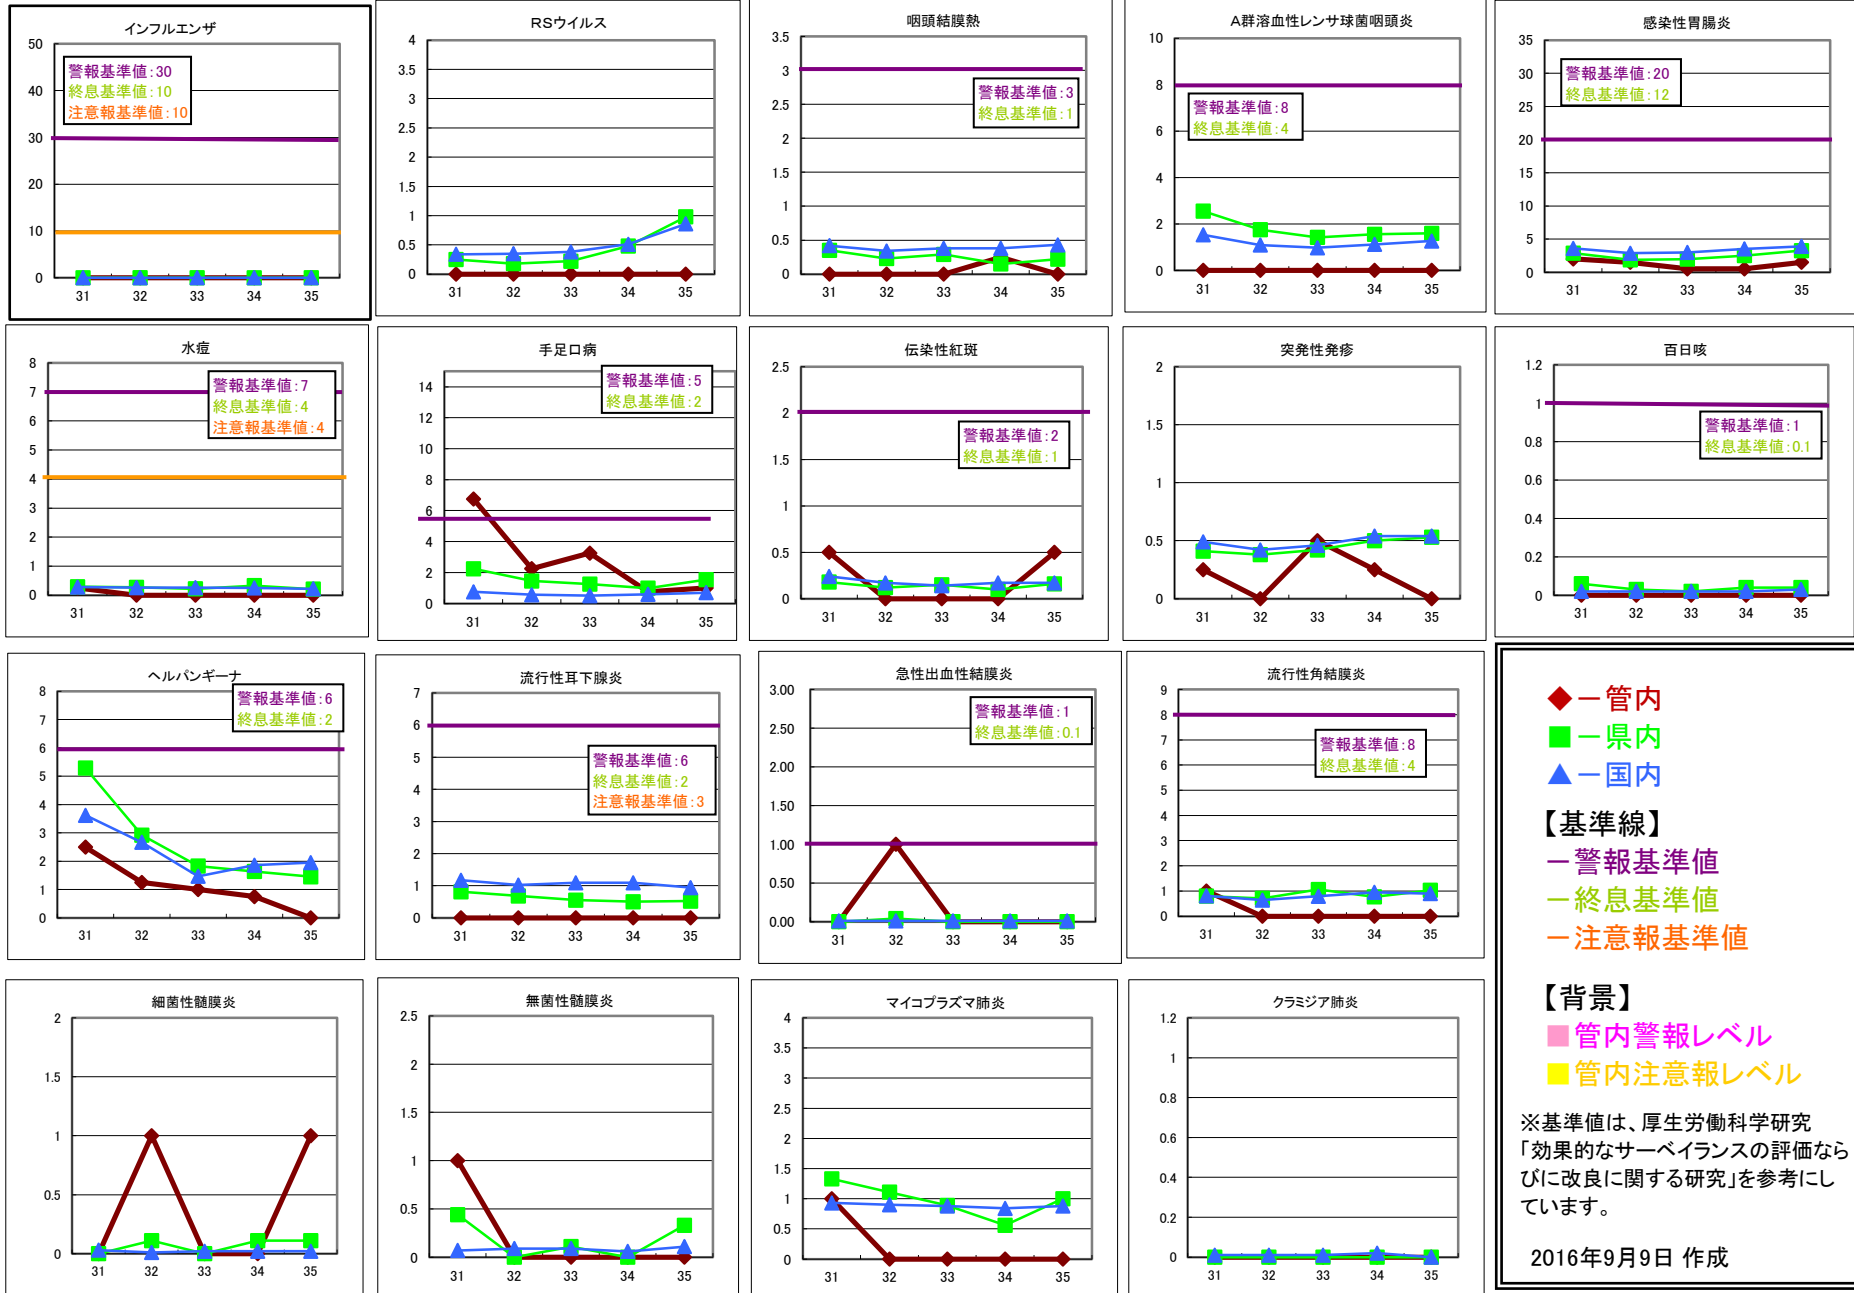 インフルエンザ
50
40
30
20
10
0
警報基準値:30
終息基準値:10
注意報基準値:10
31 32 33 34 35
RSウイルス
4
3.5
3
2.5
2
1.5
1
0.5
0
31 32 33 34 35
咽頭結膜熱
3.5
3
2.5
2
1.5
1
0.5
0
警報基準値:3
終息基準値:1
31 32 33 34 35
A群溶血性レンサ球菌咽頭炎
10
8
6
4
2
0
警報基準値:8
終息基準値:4
31 32 33 34 35
感染性胃腸炎
35
30
25
20
15
10
5
0
警報基準値:20
終息基準値:12
31 32 33 34 35
水痘
8
7
6
5
4
3
2
1
0
警報基準値:7
終息基準値:4
注意報基準値:4
31 32 33 34 35
手足口病
14
12
10
8
6
4
2
0
警報基準値:5
終息基準値:2
31 32 33 34 35
伝染性紅斑
2.5
2
1.5
1
0.5
0
警報基準値:2
終息基準値:1
31 32 33 34 35
突発性発疹
2
1.5
1
0.5
0
31 32 33 34 35
百日咳
1.2
1
0.8
0.6
0.4
0.2
0
警報基準値:1
終息基準値:0.1
31 32 33 34 35
ヘルパンギーナ
8
7
6
5
4
3
2
1
0
警報基準値:6
終息基準値:2
31 32 33 34 35
流行性耳下腺炎
7
6
5
4
3
2
1
0
警報基準値:6
終息基準値:2
注意報基準値:3
31 32 33 34 35
急性出血性結膜炎
3.00
2.50
2.00
1.50
1.00
0.50
0.00
警報基準値:1
終息基準値:0.1
31 32 33 34 35
流行性角結膜炎
9
8
7
6
5
4
3
2
1
0
警報基準値:8
終息基準値:4
31 32 33 34 35
細菌性髄膜炎
2
1.5
1
0.5
0
31 32 33 34 35
無菌性髄膜炎
2.5
2
1.5
1
0.5
0
31 32 33 34 35
マイコプラズマ肺炎
4
3.5
3
2.5
2
1.5
1
0.5
0
31 32 33 34 35
クラミジア肺炎
1.2
1
0.8
0.6
0.4
0.2
0
31 32 33 34 35
◆－管内
■－県内
▲－国内
【基準線】
－警報基準値
－終息基準値
－注意報基準値
【背景】
■管内警報レベル
■管内注意報レベル
※基準値は、厚生労働科学研究
「効果的なサーベイランスの評価なら
びに改良に関する研究」を参考にし
ています。
2016年9月9日 作成